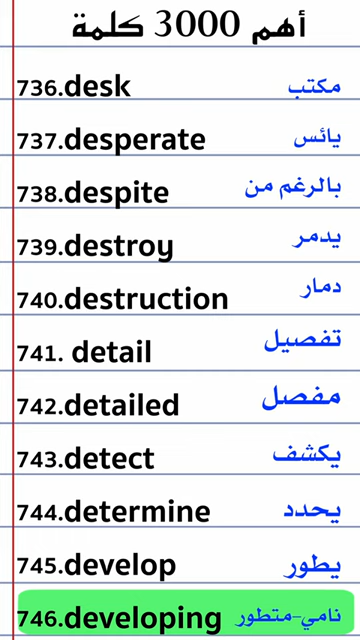 أهم 3000 كلمة
736.desk مكتب
737.desperate يائس
738.despite بالرغم من
739.destroy يدمر
740.destruction دمار
741. detail تفصيل
742.detailed مفصل
743.detect يكشف
744.determine يحدد
745.develop يطور
746.developing نامي-متطور